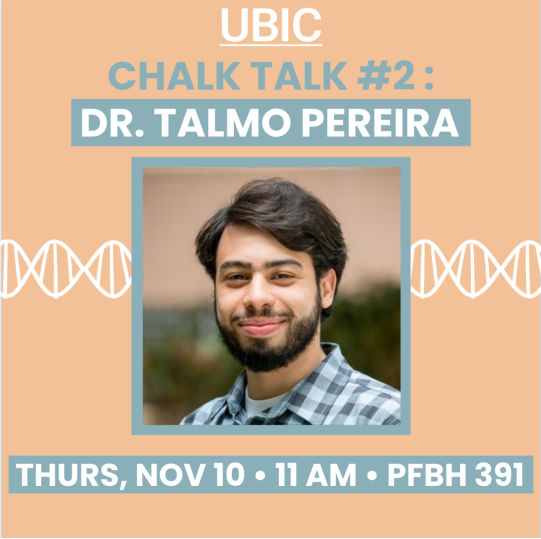 UBIC
CHALK TALK #2 :
DR. TALMO PEREIRA
THURS, NOV 10 • 11 AM • PFBH 391